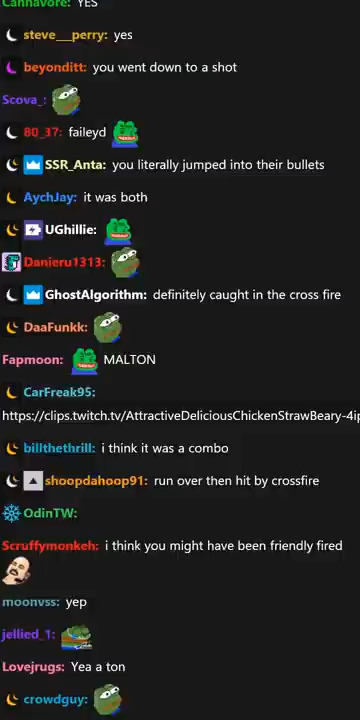 Cannavore: YES
steve__perry: yes
beyonditt: you went down to a shot
Scova_:
80_37: faileyd
SSR_Anta: you literally jumped into their bullets
AychJay: it was both
UGhillie:
Danieru1313:
GhostAlgorithm: definitely caught in the cross fire
DaaFunkk:
Fapmoon: MALTON
CarFreak95:
https://clips.twitch.tv/AttractiveDeliciousChickenStrawBeary-4ip
billthethrill: i think it was a combo
shoopdahoop91: run over then hit by crossfire
OdinTW:
Scruffymonkeh: i think you might have been friendly fired
moonvss: yep
jellied_1:
Lovejrugs: Yea a ton
crowdguy: